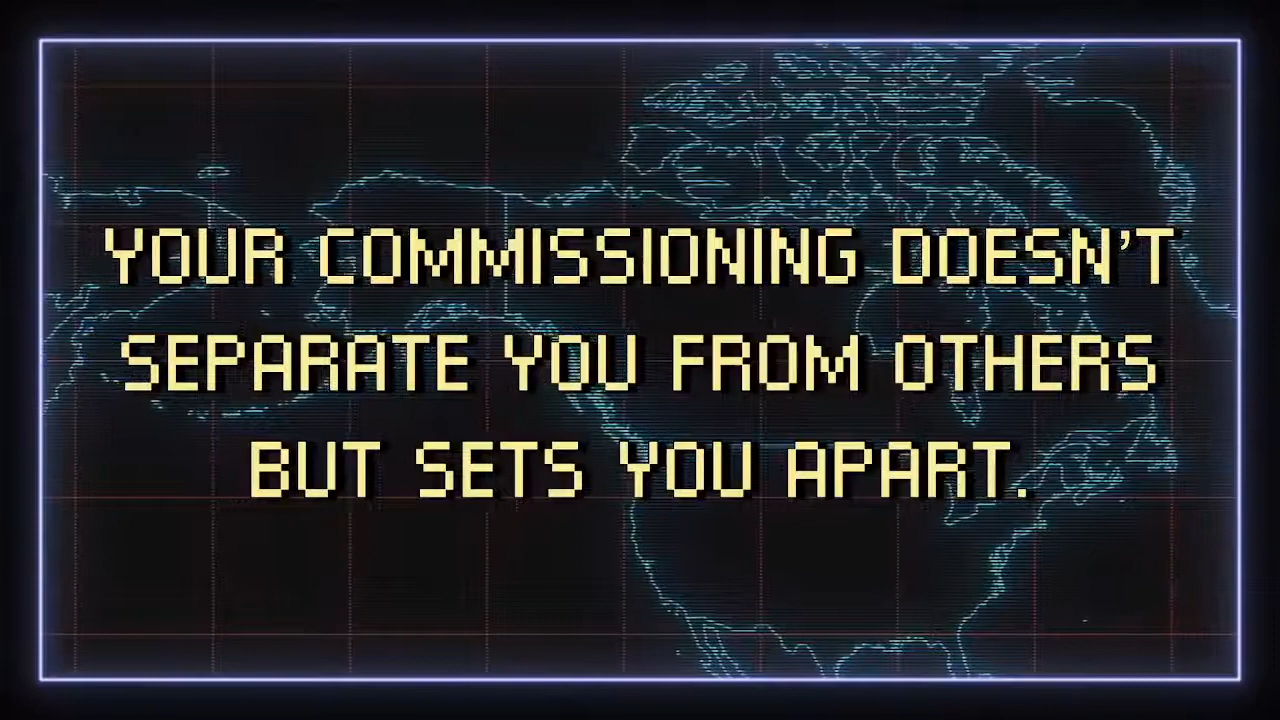 YOUR COMMISSIONING DOESN'T
SEPARATE YOU FROM OTHERS
BUT SETS YOU APART.